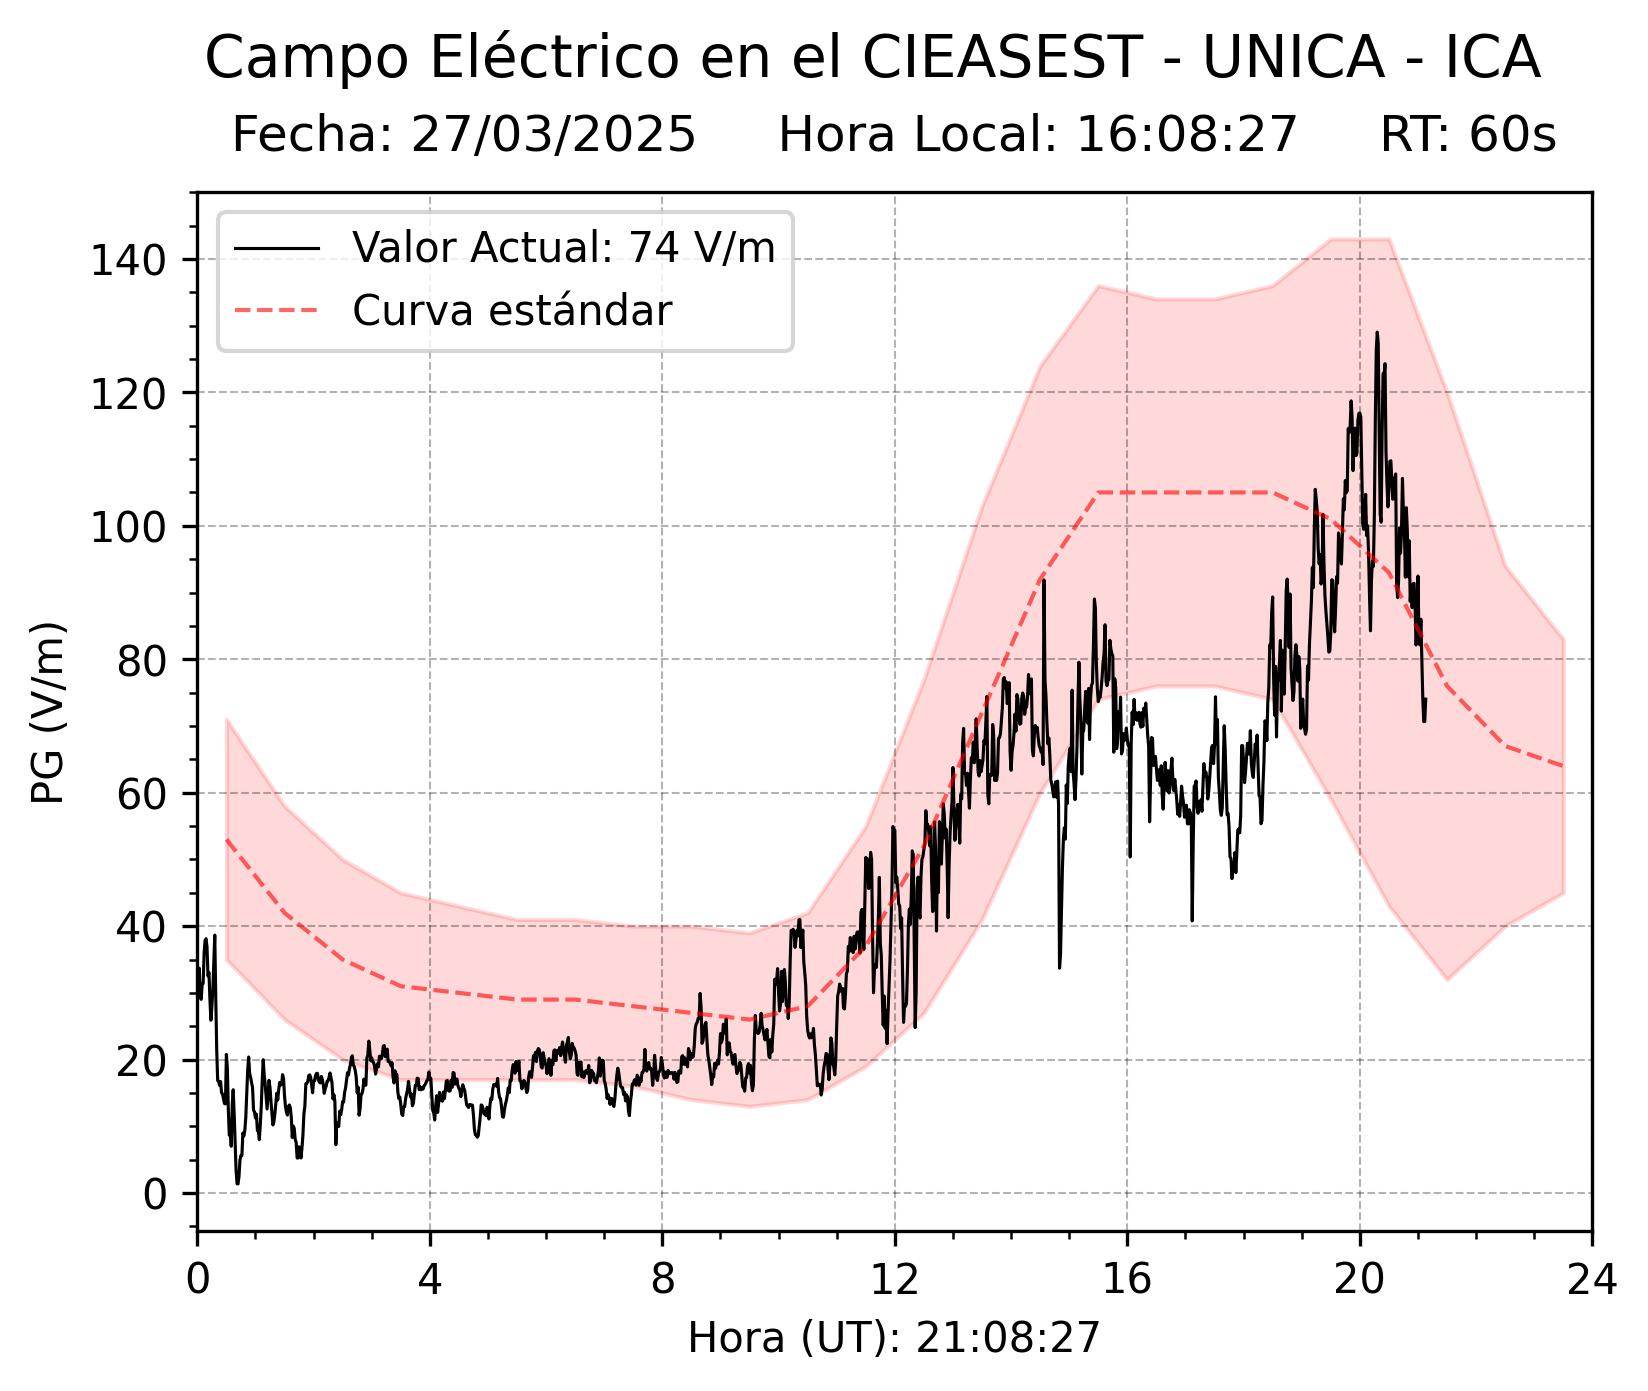 Campo Eléctrico en el CIEASEST - UNICA - ICA
Fecha: 27/03/2025 Hora Local: 16:08:27 RT: 60s
Valor Actual: 74 V/m
Curva estándar
PG (V/m)
140
120
100
80
60
40
20
0
0 4 8 12 16 20 24
Hora (UT): 21:08:27